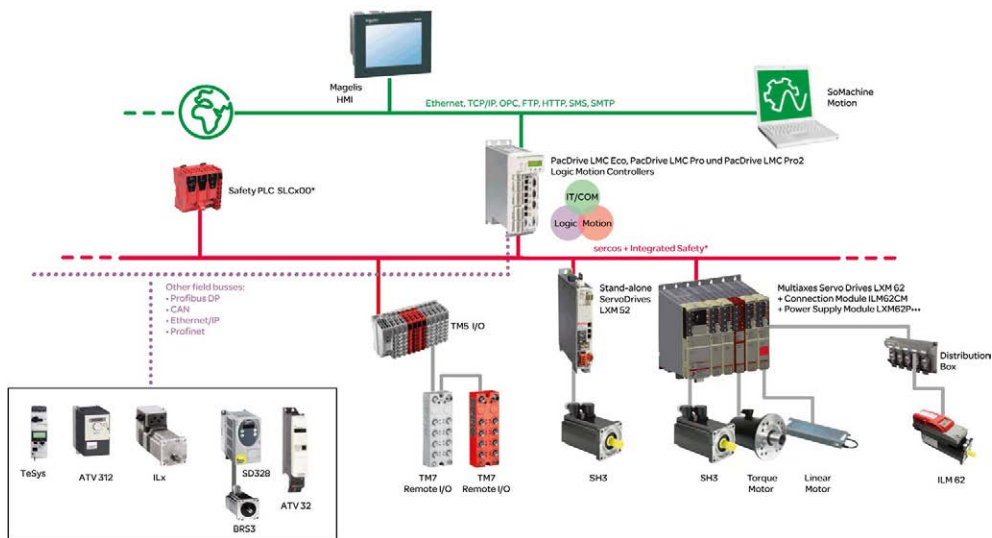 Magelis
HMI
Ethernet, TCP/IP, OPC, FTP, HTTP, SMS, SMTP
SoMachine
Motion
PacDrive LMC Eco, PacDrive LMC Pro und PacDrive LMC Pro2
Logic Motion Controllers
Safety PLC SLCx00*
IT/COM
Logic
Motion
sercos + Integrated Safety*
Other field busses:
• Profibus DP
• CAN
• Ethernet/IP
• Profinet
TM5 I/O
Stand-alone
ServoDrives
LXM 52
Multiaxes Servo Drives LXM 62
+ Connection Module ILM62CM
+ Power Supply Module LXM62P•••
Distribution
Box
TeSys
ATV 312
ILx
SD328
BRS3
ATV 32
TM7
Remote I/O
TM7
Remote I/O
SH3
SH3
Torque
Motor
Linear
Motor
ILM 62